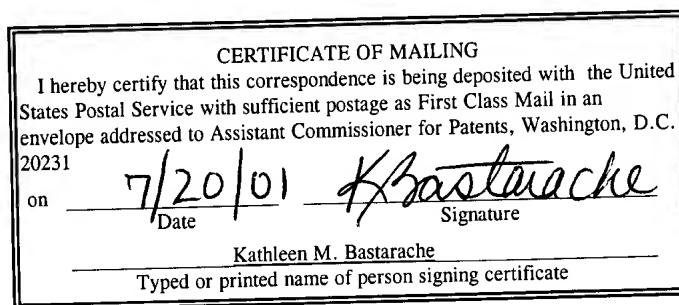 CERTIFICATE OF MAILING
I hereby certify that this correspondence is being deposited with the United
States Postal Service with sufficient postage as First Class Mail in an
envelope addressed to Assistant Commissioner for Patents, Washington, D.C.
20231
on 7/20/01 KBastarache
Date Signature
Kathleen M. Bastarache
Typed or printed name of person signing certificate